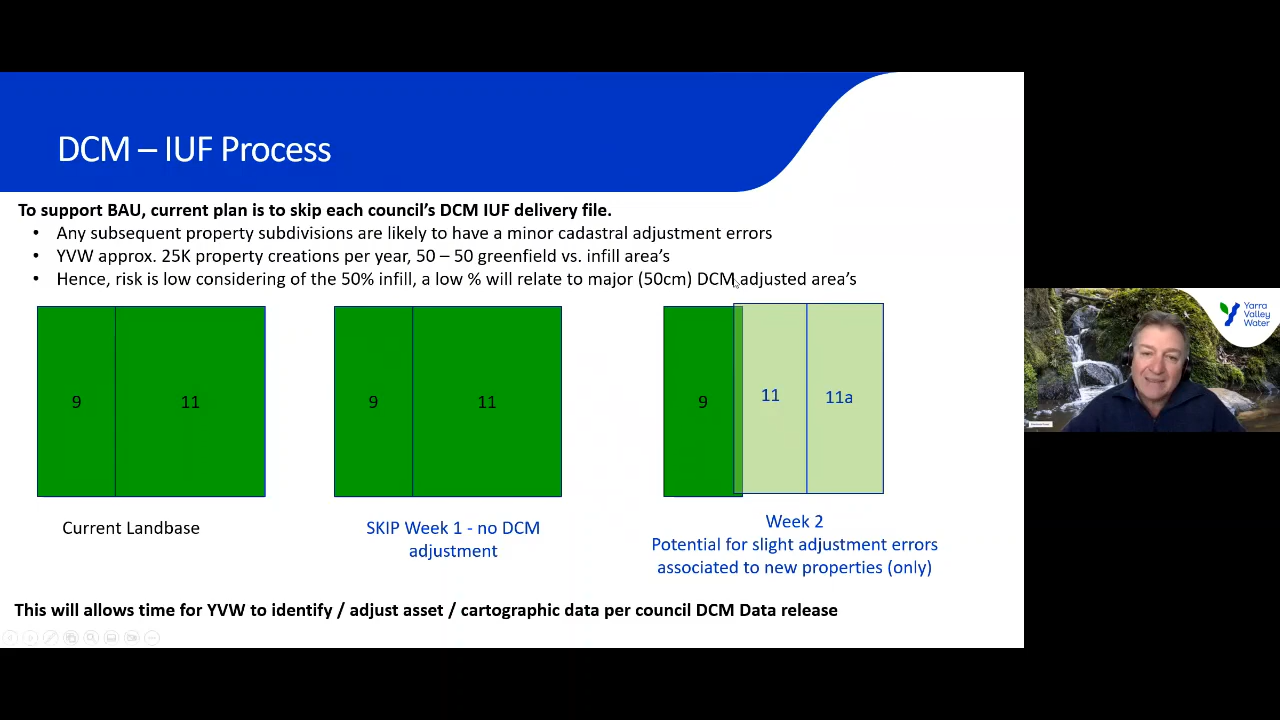 DCM – IUF Process
To support BAU, current plan is to skip each council's DCM IUF delivery file.
• Any subsequent property subdivisions are likely to have a minor cadastral adjustment errors
• YVW approx. 25K property creations per year, 50 – 50 greenfield vs. infill area's
• Hence, risk is low considering of the 50% infill, a low % will relate to major (50cm) DCM adjusted area's
9
11
9
11
9
11
11a
Current Landbase
SKIP Week 1 - no DCM
adjustment
Week 2
Potential for slight adjustment errors
associated to new properties (only)
This will allows time for YVW to identify / adjust asset / cartographic data per council DCM Data release
Yarra
Valley
Water